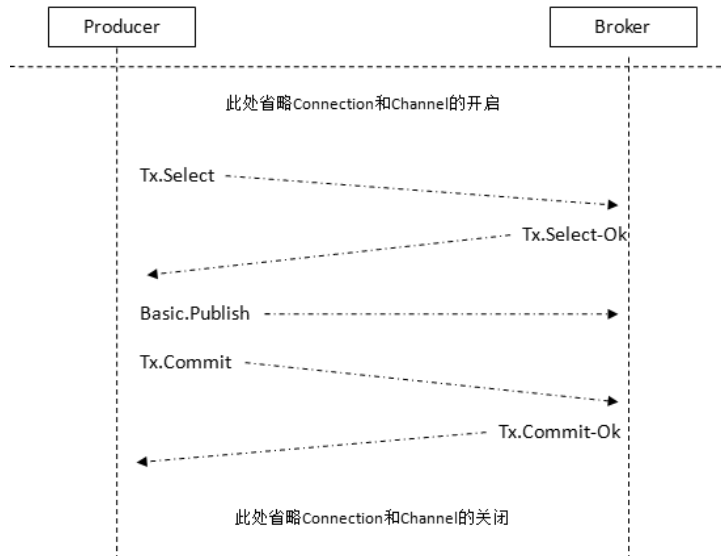 Producer
Broker
此处省略Connection和Channel的开启
Tx.Select
Tx.Select-Ok
Basic.Publish
Tx.Commit
Tx.Commit-Ok
此处省略Connection和Channel的关闭